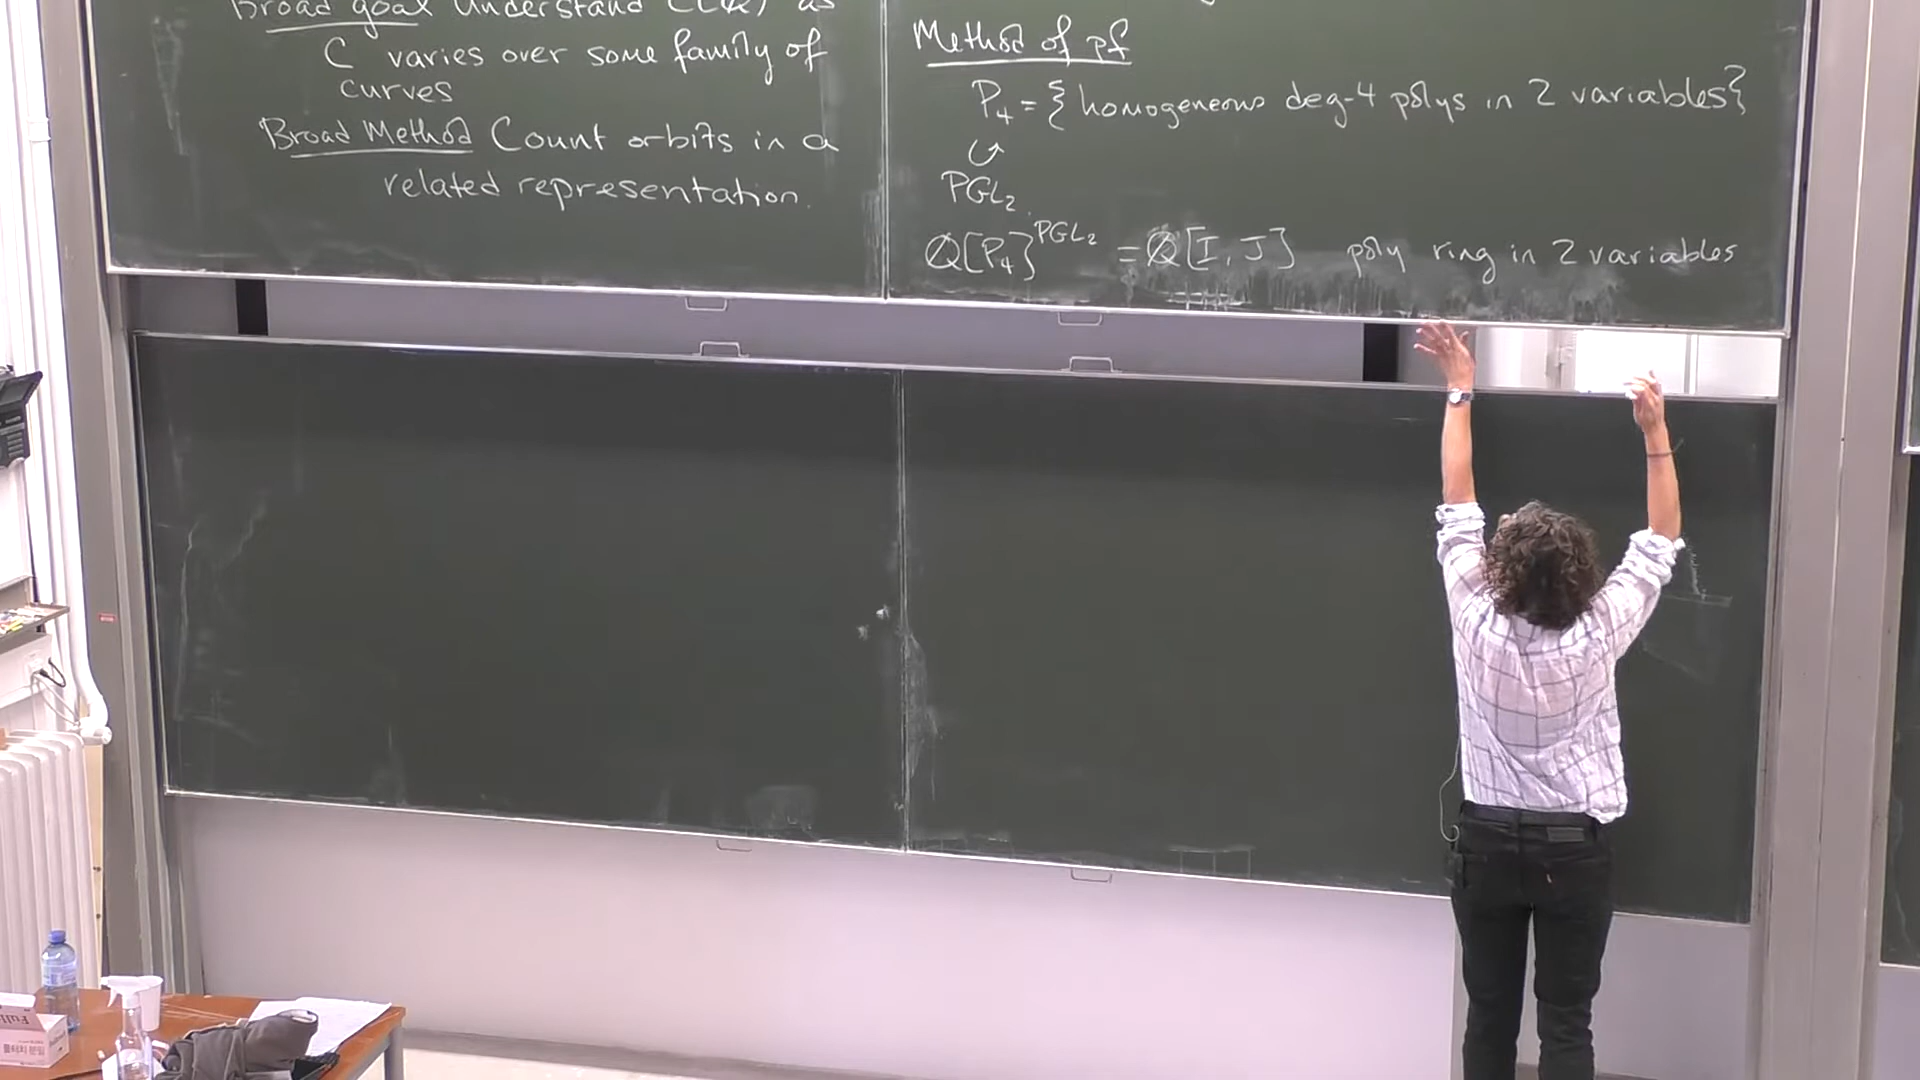 Broad goal Understand C(Q) as
C varies over some family of
curves
Broad Method Count orbits in a
related representation.
Method of pf
P₄ = { homogeneous deg-4 polys in 2 variables}
↻
PGL₂
Q[P₄]^PGL₂ = Q[I, J] poly ring in 2 variables